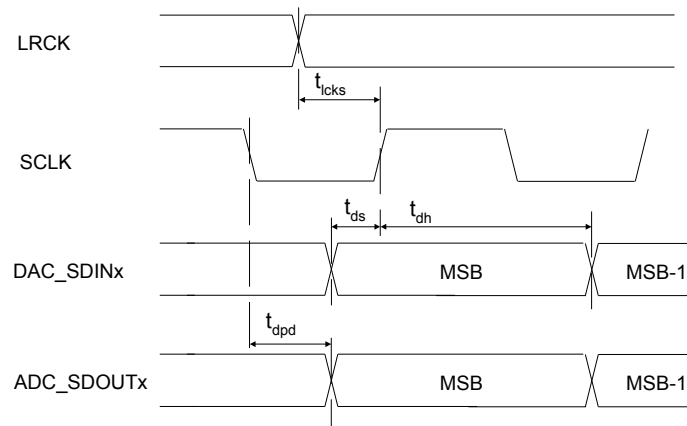 LRCK
t_lcks
SCLK
t_ds t_dh
DAC_SDINx MSB MSB-1
t_dpd
ADC_SDOUTx MSB MSB-1